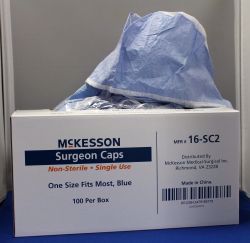 McKESSON
Surgeon Caps
Non-Sterile • Single Use
One Size Fits Most, Blue
100 Per Box
MFR # 16-SC2
Distributed By
McKesson Medical-Surgical Inc.
Richmond, VA 23228
Made in China